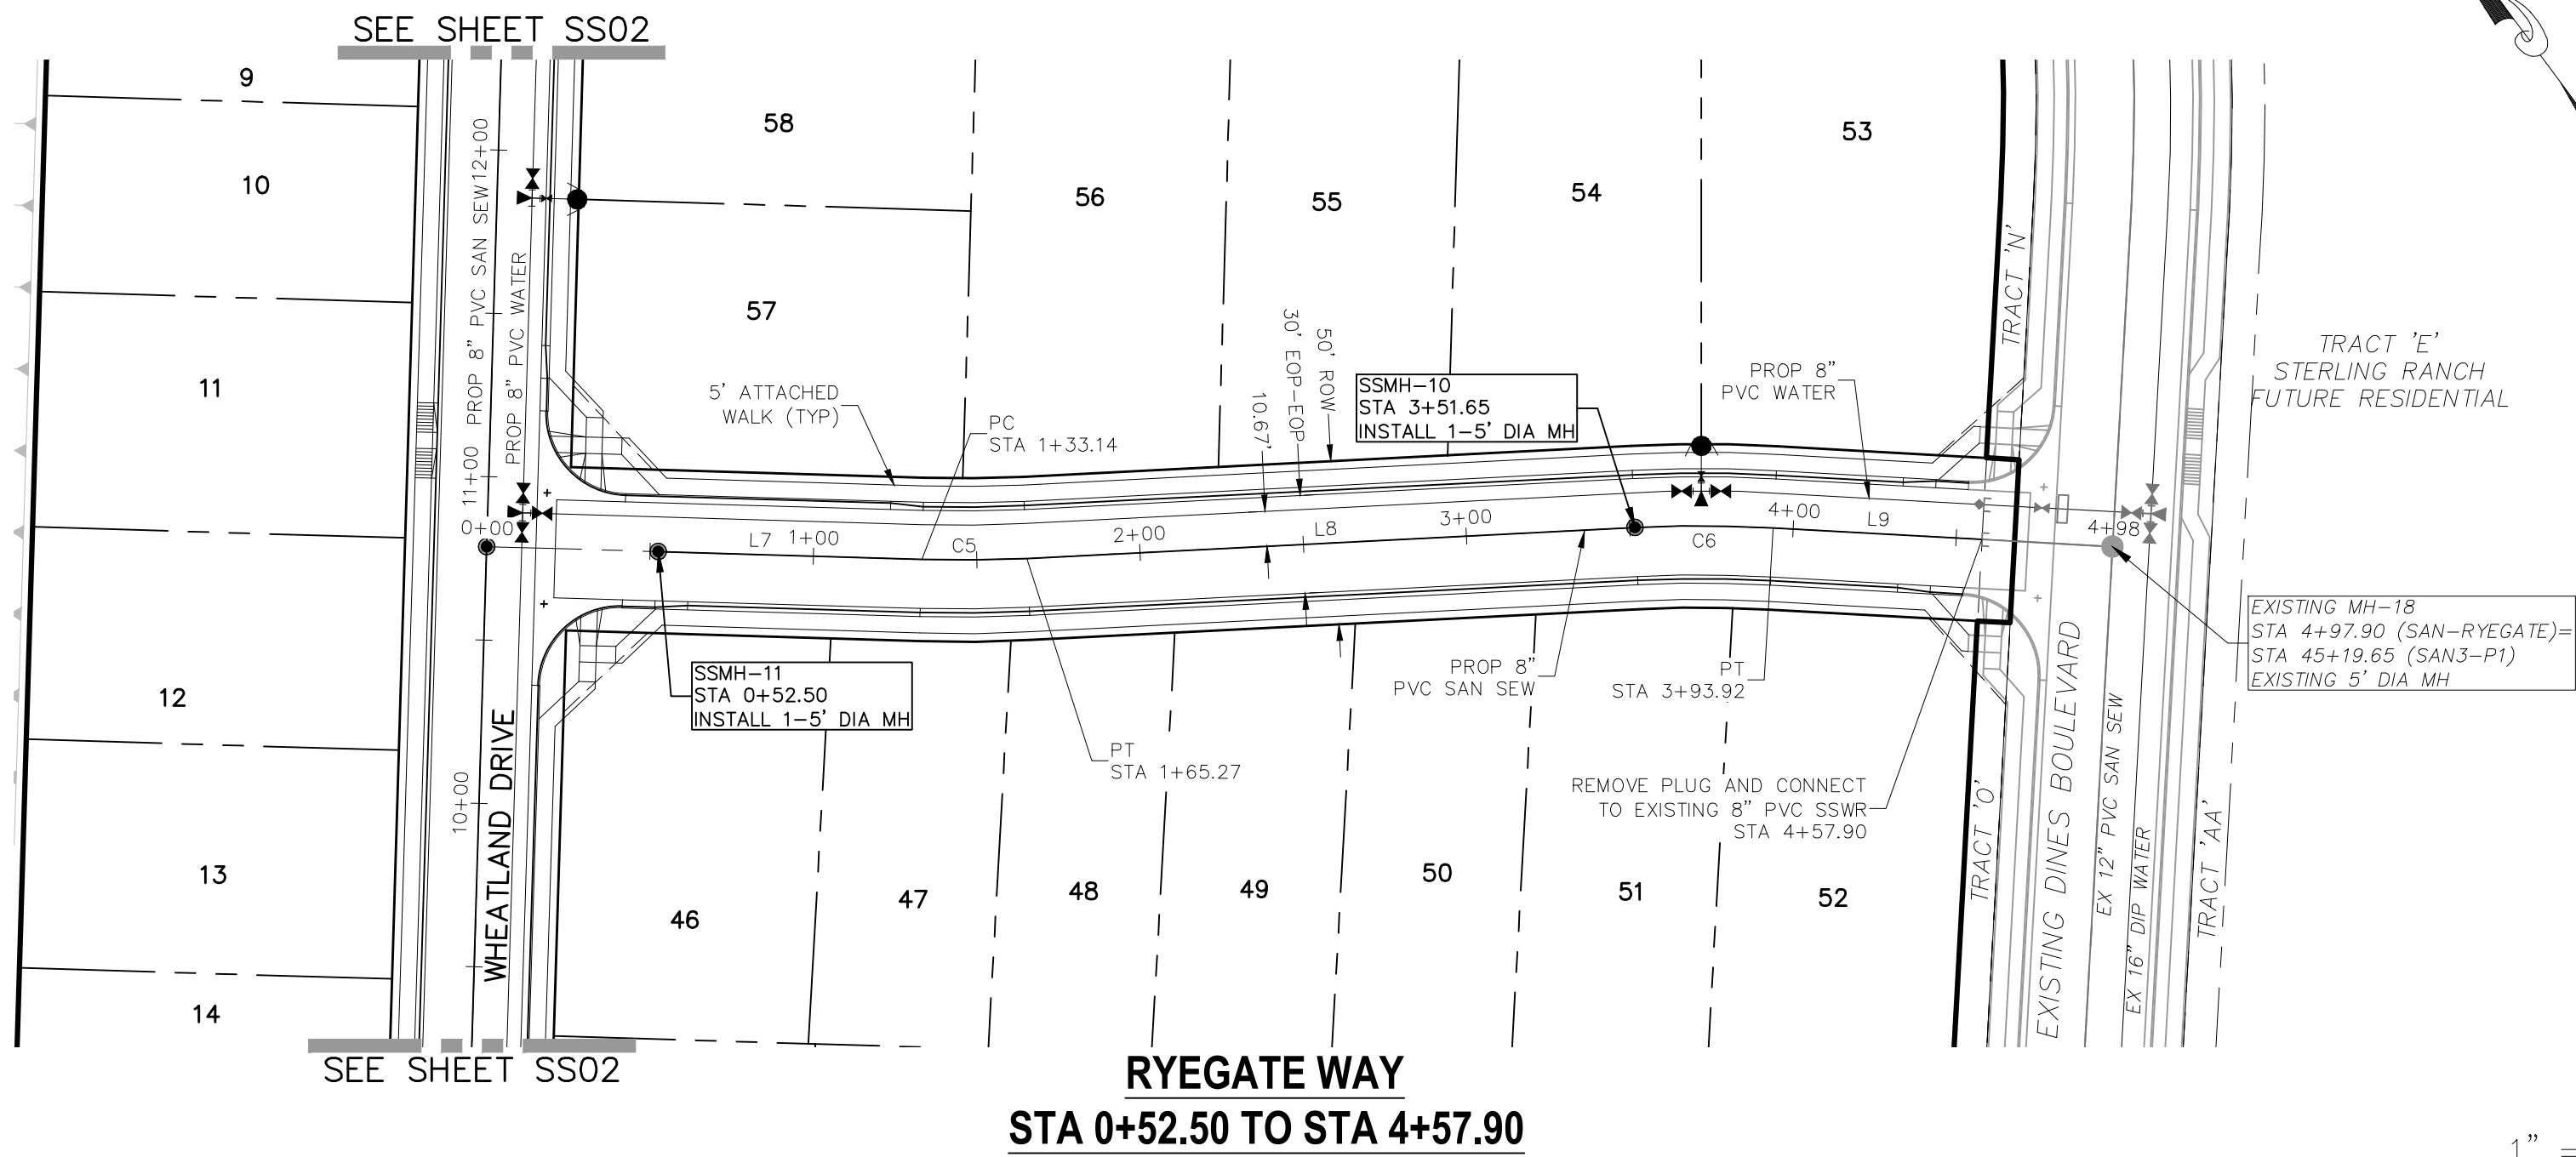 SEE SHEET SS02
9
10
11
12
13
14
58
57
56
55
54
53
12+00
PROP 8" PVC SAN SEW
11+00
PROP 8" PVC WATER
10+00
WHEATLAND DRIVE
0+00
5' ATTACHED
WALK (TYP)
PC
STA 1+33.14
10.67'
30' EOP-EOP
50' ROW
SSMH-10
STA 3+51.65
INSTALL 1-5' DIA MH
PROP 8"
PVC WATER
L7
1+00
C5
2+00
L8
3+00
C6
4+00
L9
4+98
TRACT 'N'
TRACT 'E'
STERLING RANCH
FUTURE RESIDENTIAL
EXISTING MH-18
STA 4+97.90 (SAN-RYEGATE)=
STA 45+19.65 (SAN3-P1)
EXISTING 5' DIA MH
SSMH-11
STA 0+52.50
INSTALL 1-5' DIA MH
PT
STA 1+65.27
PROP 8"
PVC SAN SEW
PT
STA 3+93.92
REMOVE PLUG AND CONNECT
TO EXISTING 8" PVC SSWR
STA 4+57.90
46
47
48
49
50
51
52
TRACT 'O'
EXISTING DINES BOULEVARD
EX 12" PVC SAN SEW
EX 16" DIP WATER
TRACT 'AA'
SEE SHEET SS02
RYEGATE WAY
STA 0+52.50 TO STA 4+57.90
1" =